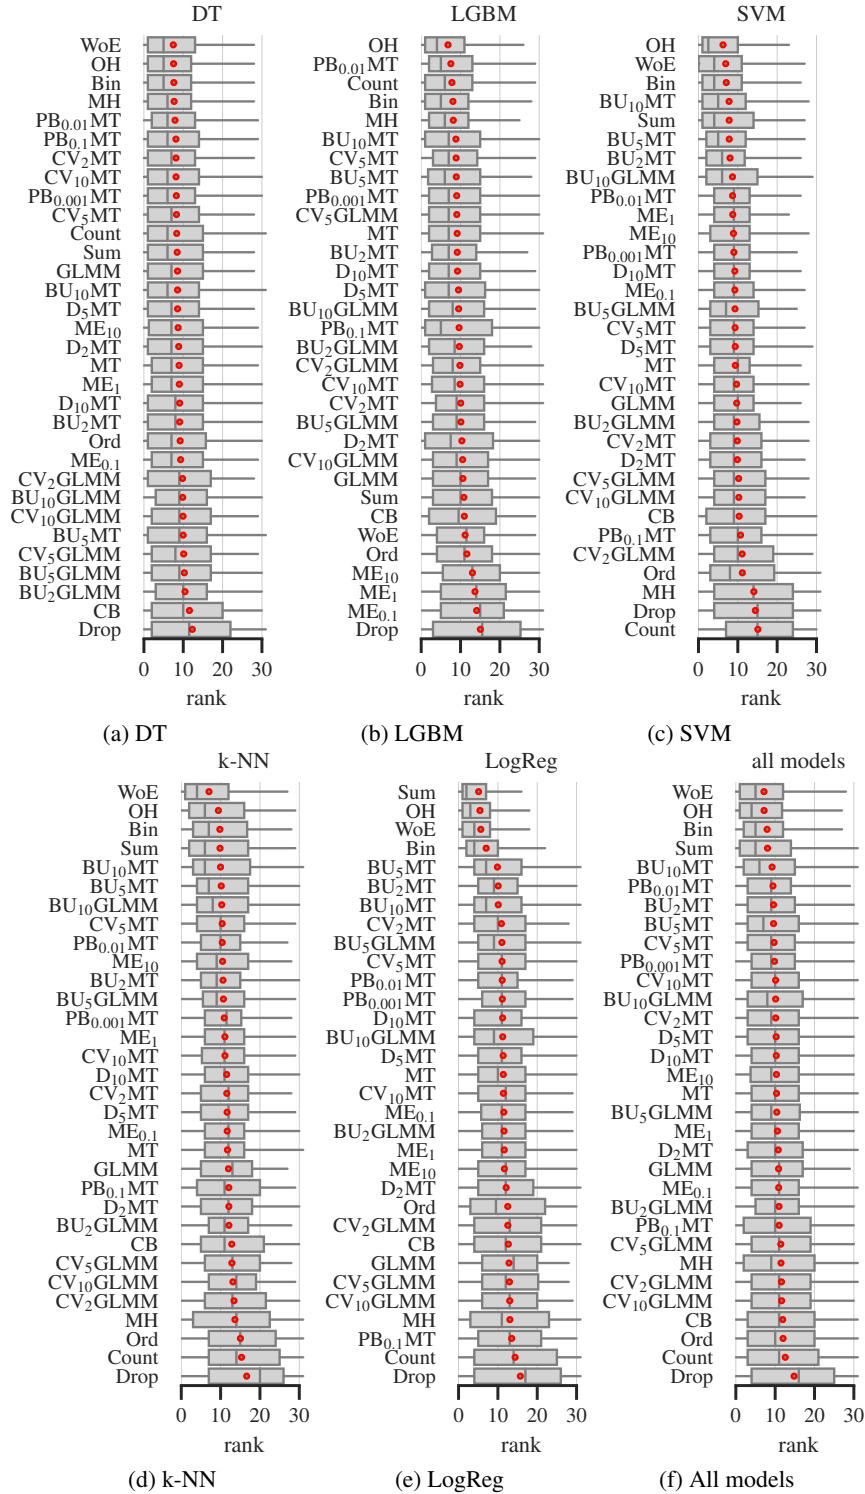 DT
WoE
OH
Bin
MH
PB0.01MT
PB0.1MT
CV2MT
CV10MT
PB0.001MT
CV5MT
Count
Sum
GLMM
BU10MT
D5MT
ME10
D2MT
MT
ME1
D10MT
BU2MT
Ord
ME0.1
CV2GLMM
BU10GLMM
CV10GLMM
BU5MT
CV5GLMM
BU5GLMM
BU2GLMM
CB
Drop
0 10 20 30
rank
(a) DT
LGBM
OH
PB0.01MT
Count
Bin
MH
BU10MT
CV5MT
BU5MT
PB0.001MT
CV5GLMM
MT
BU2MT
D10MT
D5MT
BU10GLMM
PB0.1MT
BU2GLMM
CV2GLMM
CV10MT
CV2MT
BU5GLMM
D2MT
CV10GLMM
GLMM
Sum
CB
WoE
Ord
ME10
ME1
ME0.1
Drop
0 10 20 30
rank
(b) LGBM
SVM
OH
WoE
Bin
BU10MT
Sum
BU5MT
BU2MT
BU10GLMM
PB0.01MT
ME1
ME10
PB0.001MT
D10MT
ME0.1
BU5GLMM
CV5MT
D5MT
MT
CV10MT
GLMM
BU2GLMM
CV2MT
D2MT
CV5GLMM
CV10GLMM
CB
PB0.1MT
CV2GLMM
Ord
MH
Drop
Count
0 10 20 30
rank
(c) SVM
k-NN
WoE
OH
Bin
Sum
BU10MT
BU5MT
BU10GLMM
CV5MT
PB0.01MT
ME10
BU2MT
BU5GLMM
PB0.001MT
ME1
CV10MT
D10MT
CV2MT
D5MT
ME0.1
MT
GLMM
PB0.1MT
D2MT
BU2GLMM
CB
CV5GLMM
CV10GLMM
CV2GLMM
MH
Ord
Count
Drop
0 10 20 30
rank
(d) k-NN
LogReg
Sum
OH
WoE
Bin
BU5MT
BU2MT
BU10MT
CV2MT
BU5GLMM
CV5MT
PB0.01MT
PB0.001MT
D10MT
BU10GLMM
D5MT
MT
CV10MT
ME0.1
BU2GLMM
ME1
ME10
D2MT
Ord
CV2GLMM
CB
GLMM
CV5GLMM
CV10GLMM
MH
PB0.1MT
Count
Drop
0 10 20 30
rank
(e) LogReg
all models
WoE
OH
Bin
Sum
BU10MT
PB0.01MT
BU2MT
BU5MT
CV5MT
PB0.001MT
CV10MT
BU10GLMM
CV2MT
D5MT
D10MT
ME10
MT
BU5GLMM
ME1
D2MT
GLMM
ME0.1
BU2GLMM
PB0.1MT
CV5GLMM
MH
CV2GLMM
CV10GLMM
CB
Ord
Count
Drop
0 10 20 30
rank
(f) All models